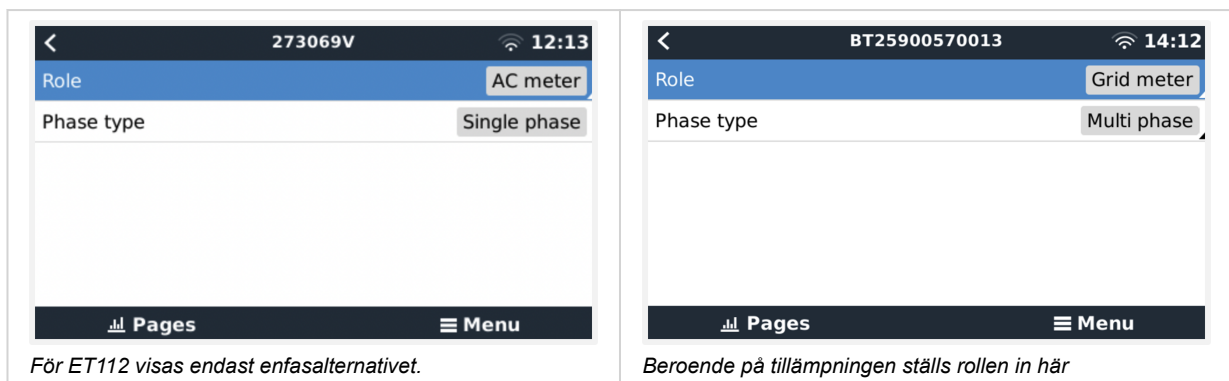 273069V 12:13
Role AC meter
Phase type Single phase
Pages Menu
För ET112 visas endast enfasalternativet.
BT25900570013 14:12
Role Grid meter
Phase type Multi phase
Pages Menu
Beroende på tillämpningen ställs rollen in här